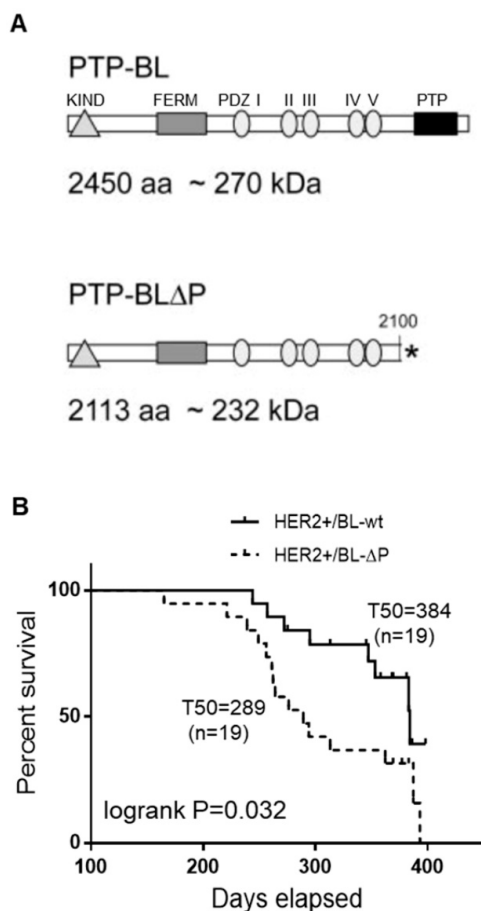 A
PTP-BL
KIND FERM PDZ I II III IV V PTP
2450 aa ~ 270 kDa
PTP-BLΔP
2100
*
2113 aa ~ 232 kDa
B
HER2+/BL-wt
HER2+/BL-ΔP
100
T50=384
(n=19)
Percent survival
50
T50=289
(n=19)
logrank P=0.032
0
100 200 300 400
Days elapsed